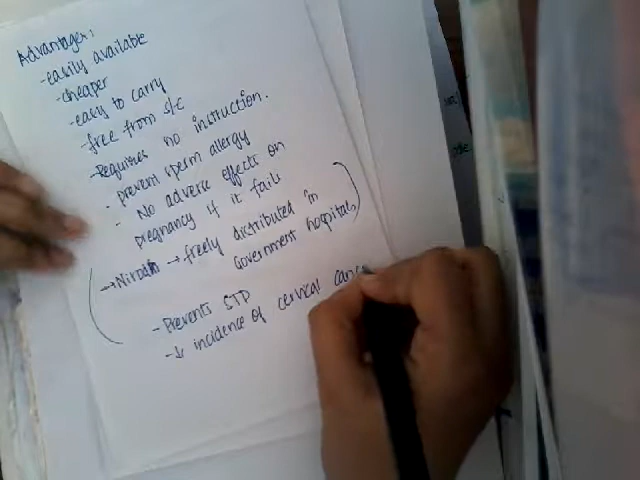 Advantages:
- easily available
- cheaper
- easy to carry
- free from s/c
- Requires no instruction.
- prevent sperm allergy
- No adverse effects on
pregnancy if it fails
→ Nirodh → freely distributed in
Government hospitals
- Prevents STD
- ↓ incidence of cervical cance